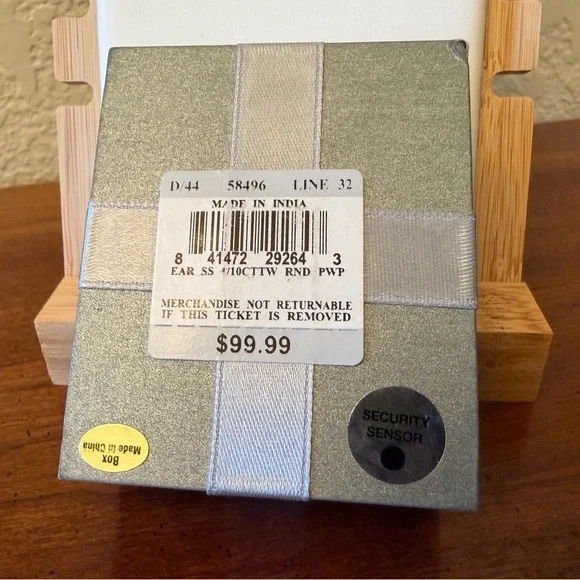 D/44 58496 LINE 32
MADE IN INDIA
8 41472 29264 3
EAR SS 1/10CTTW RND PWP
MERCHANDISE NOT RETURNABLE
IF THIS TICKET IS REMOVED
$99.99
SECURITY
SENSOR
Box
Made in China